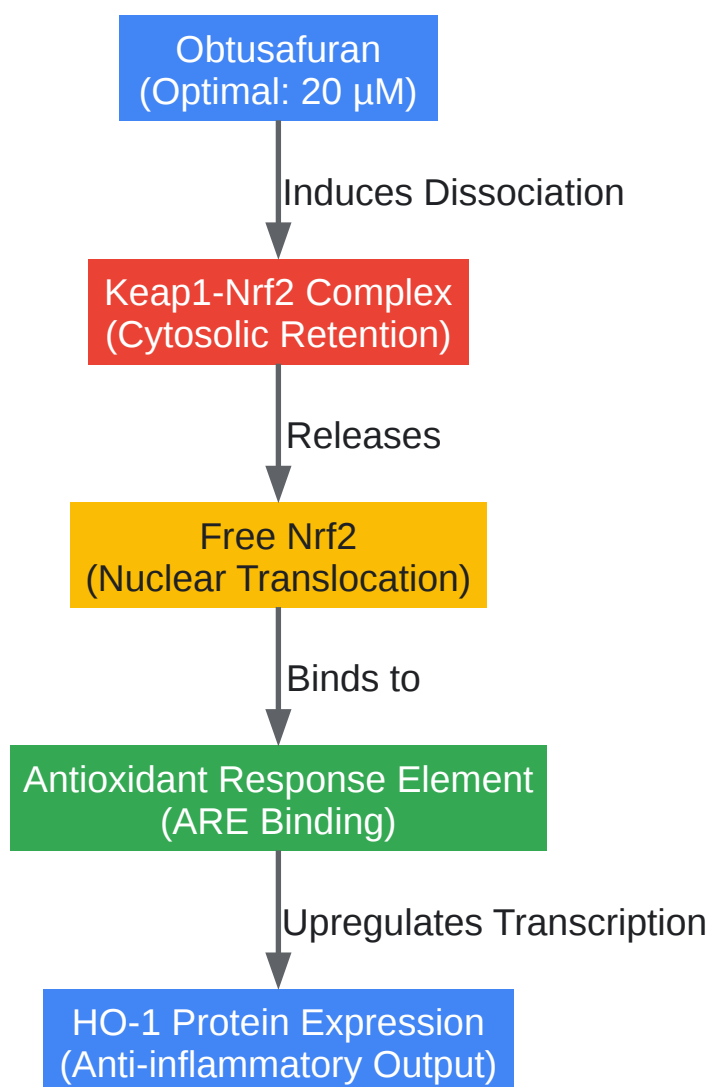 Obtusafuran
(Optimal: 20 µM)
Induces Dissociation
Keap1-Nrf2 Complex
(Cytosolic Retention)
Releases
Free Nrf2
(Nuclear Translocation)
Binds to
Antioxidant Response Element
(ARE Binding)
Upregulates Transcription
HO-1 Protein Expression
(Anti-inflammatory Output)